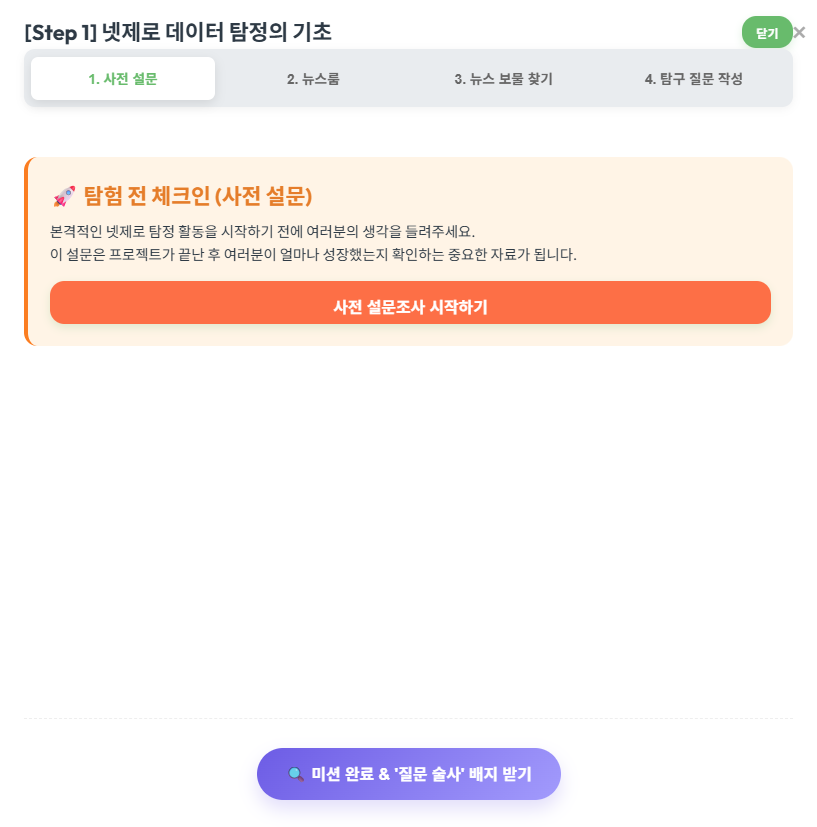 [Step 1] 넷제로 데이터 탐정의 기초
닫기 ×
1. 사전 설문
2. 뉴스룸
3. 뉴스 보물 찾기
4. 탐구 질문 작성
🚀 탐험 전 체크인 (사전 설문)
본격적인 넷제로 탐정 활동을 시작하기 전에 여러분의 생각을 들려주세요.
이 설문은 프로젝트가 끝난 후 여러분이 얼마나 성장했는지 확인하는 중요한 자료가 됩니다.
사전 설문조사 시작하기
🔍 미션 완료 & '질문 술사' 배지 받기